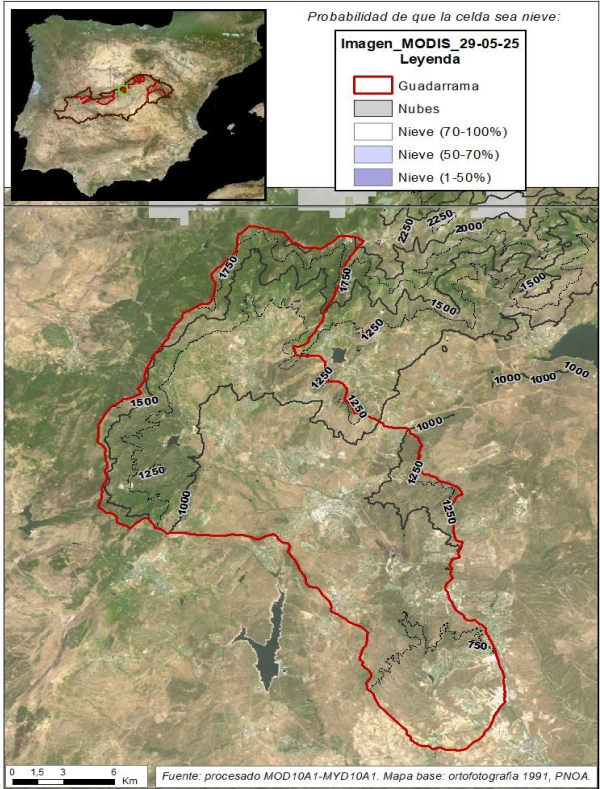 Probabilidad de que la celda sea nieve:
Imagen_MODIS_29-05-25
Leyenda
Guadarrama
Nubes
Nieve (70-100%)
Nieve (50-70%)
Nieve (1-50%)
2250
2250
2000
1750
1750
1500
1500
1250
1250
1000
1000
1000
1500
1250
1000
1250
1250
1000
1250
750
0 1,5 3 6
Km
Fuente: procesado MOD10A1-MYD10A1. Mapa base: ortofotografía 1991, PNOA.